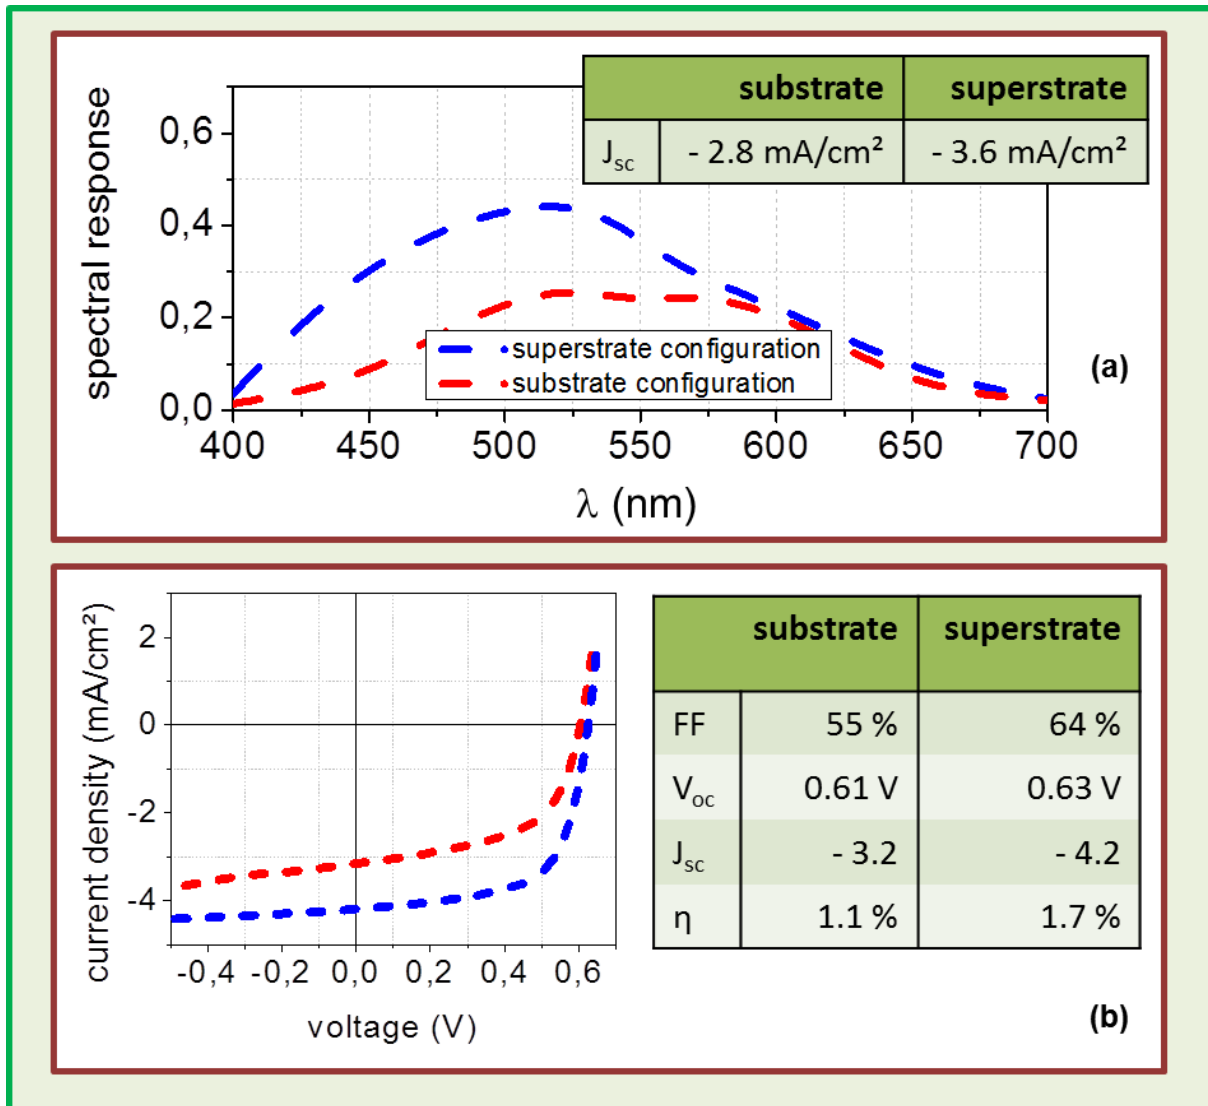 substrate superstrate
J_sc - 2.8 mA/cm² - 3.6 mA/cm²
spectral response
0,6
0,4
0,2
0,0
superstrate configuration
substrate configuration
(a)
400 450 500 550 600 650 700
λ (nm)
current density (mA/cm²)
2
0
-2
-4
-0,4 -0,2 0,0 0,2 0,4 0,6
voltage (V)
substrate superstrate
FF 55 % 64 %
V_oc 0.61 V 0.63 V
J_sc - 3.2 - 4.2
η 1.1 % 1.7 %
(b)